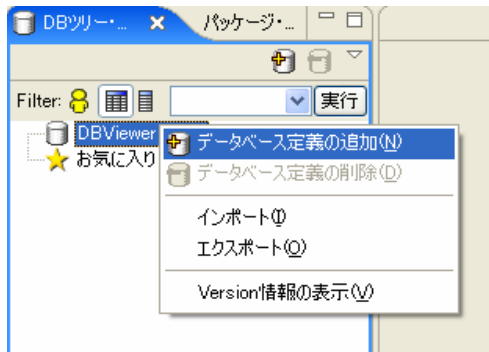 DBツリー・...
パッケージ・...
Filter:
実行
DBViewer
お気に入り
データベース定義の追加(N)
データベース定義の削除(D)
インポート(I)
エクスポート(O)
Version情報の表示(V)